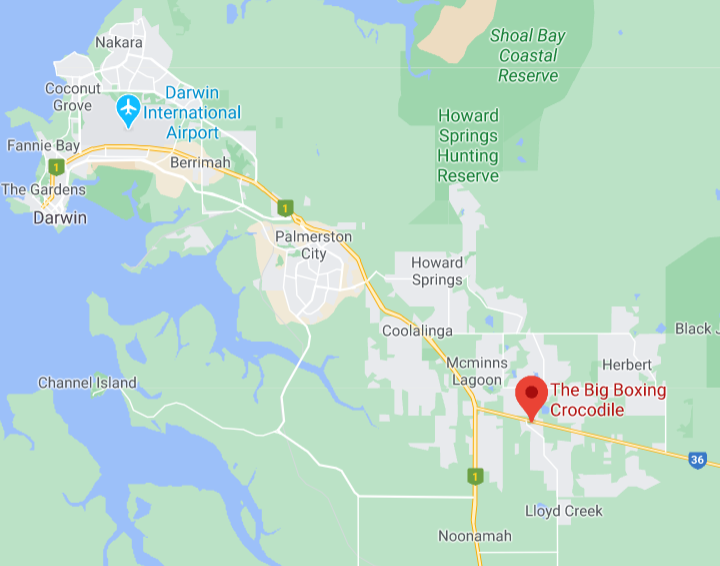 Nakara
Shoal Bay
Coastal
Reserve
Coconut
Grove
Darwin
International
Airport
Howard
Springs
Hunting
Reserve
Fannie Bay
1
Berrimah
The Gardens
Darwin
1
Palmerston
City
Howard
Springs
Coolalinga
Black J
Mcminns
Lagoon
Herbert
Channel Island
The Big Boxing
Crocodile
36
1
Lloyd Creek
Noonamah